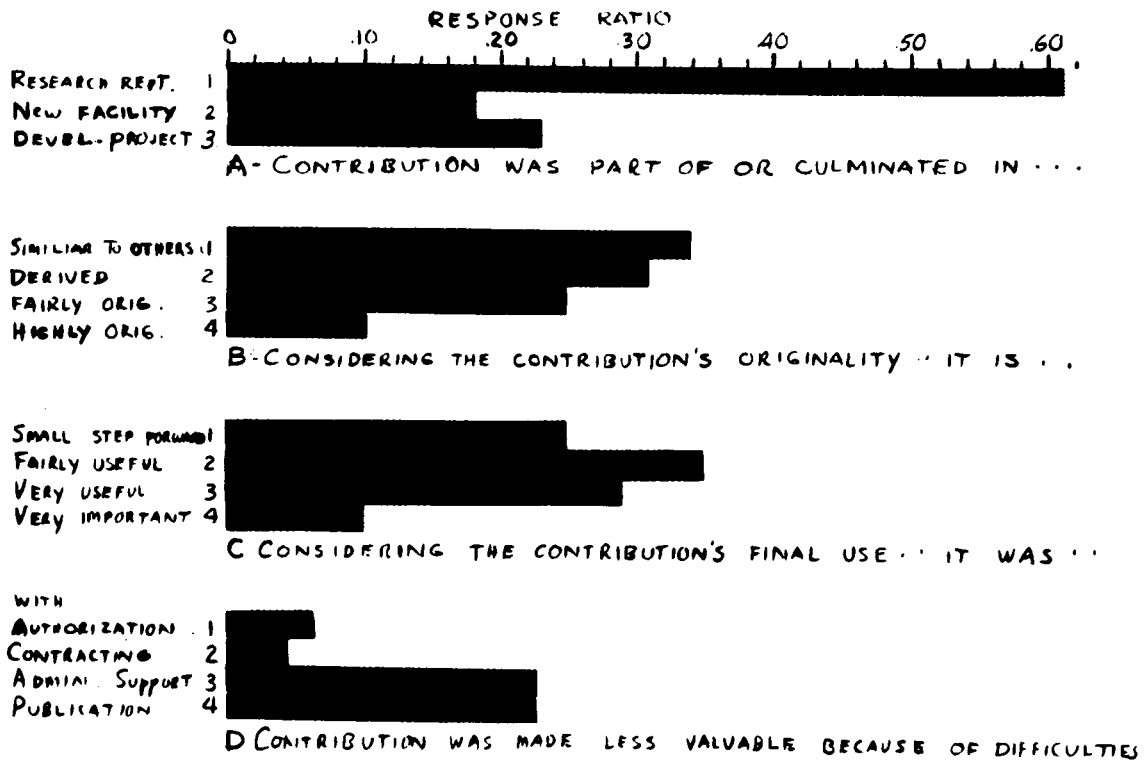 RESPONSE RATIO
0 .10 .20 .30 .40 .50 .60
RESEARCH REPT. 1
NEW FACILITY 2
DEVEL. PROJECT 3
A- CONTRIBUTION WAS PART OF OR CULMINATED IN ...
SIMILIAR TO OTHERS 1
DERIVED 2
FAIRLY ORIG. 3
HIGHLY ORIG. 4
B- CONSIDERING THE CONTRIBUTION'S ORIGINALITY .. IT IS ..
SMALL STEP FORWARD 1
FAIRLY USEFUL 2
VERY USEFUL 3
VERY IMPORTANT 4
C CONSIDERING THE CONTRIBUTION'S FINAL USE .. IT WAS ..
WITH
AUTHORIZATION . 1
CONTRACTING 2
ADMIN. SUPPORT 3
PUBLICATION 4
D CONTRIBUTION WAS MADE LESS VALUABLE BECAUSE OF DIFFICULTIES